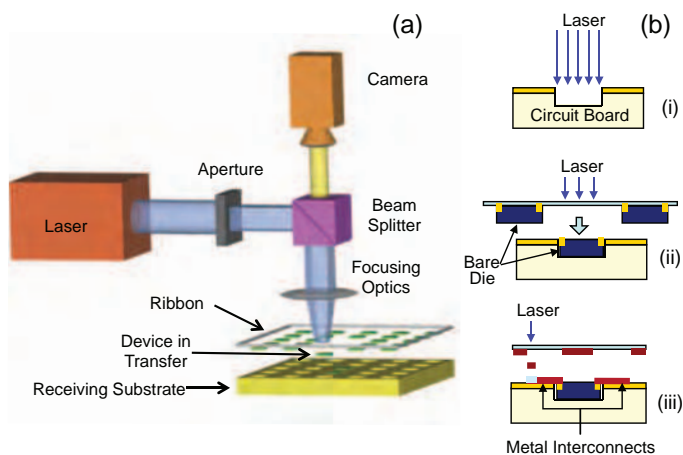 (a)
Camera
Aperture
Laser
Beam
Splitter
Focusing
Optics
Ribbon
Device in
Transfer
Receiving Substrate
(b)
Laser
Circuit Board
(i)
Laser
Bare
Die
(ii)
Laser
(iii)
Metal Interconnects